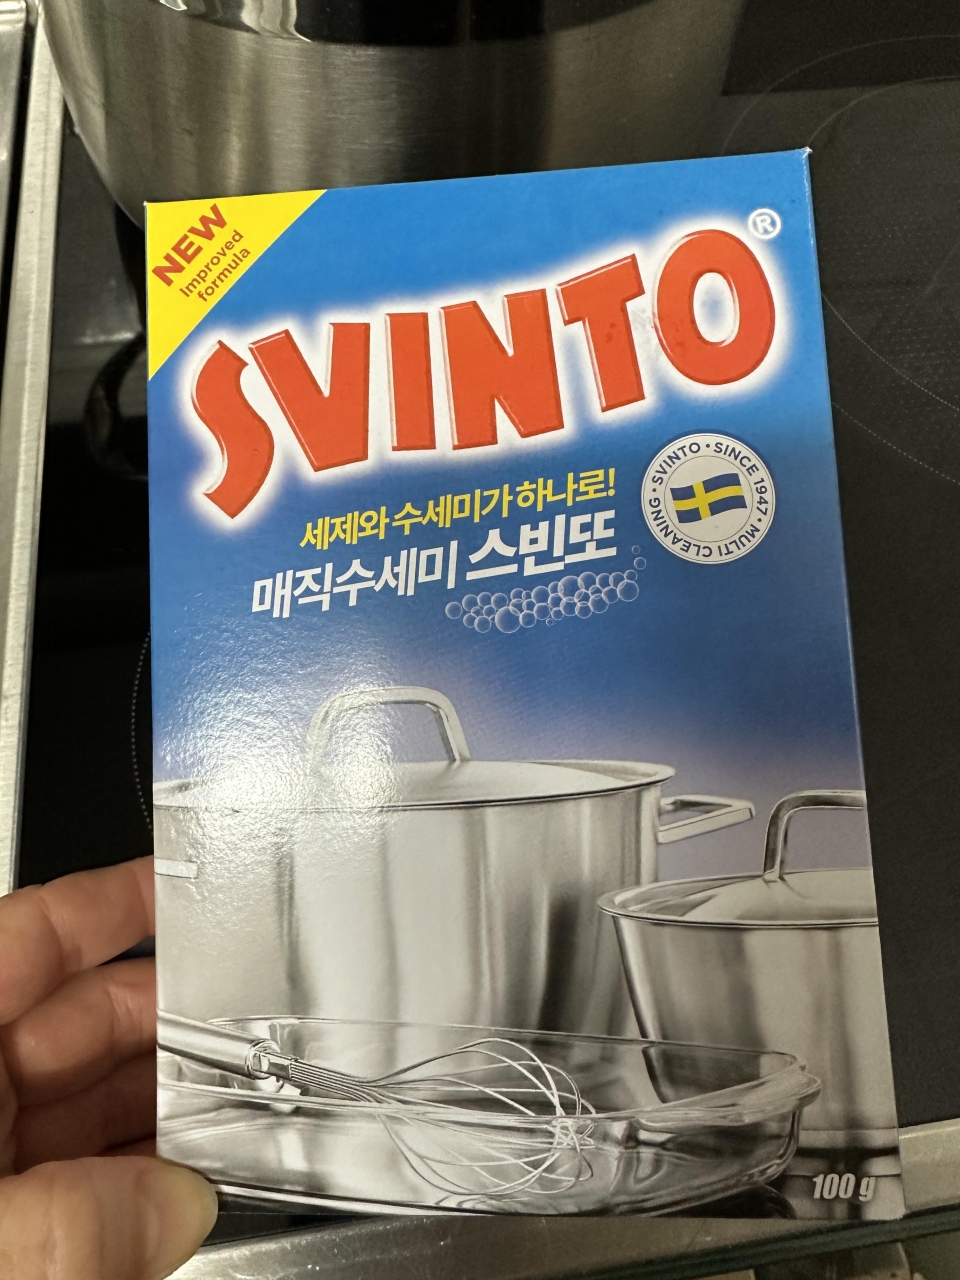 NEW
Improved
formula
SVINTO®
세제와 수세미가 하나로!
매직수세미 스빈또
SVINTO · SINCE 1947 · MULTI CLEANING ·
100 g